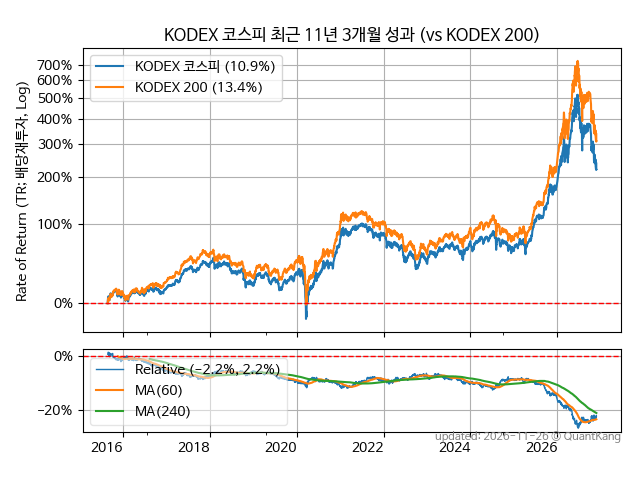 KODEX 코스피 최근 11년 3개월 성과 (vs KODEX 200)
Rate of Return (TR: 배당재투자, Log)
700%
600%
500%
400%
300%
200%
100%
0%
KODEX 코스피 (10.9%)
KODEX 200 (13.4%)
0%
−20%
Relative (−2.2%, 2.2%)
MA(60)
MA(240)
2016 2018 2020 2022 2024 2026
updated: 2026-11-26 © QuantKang